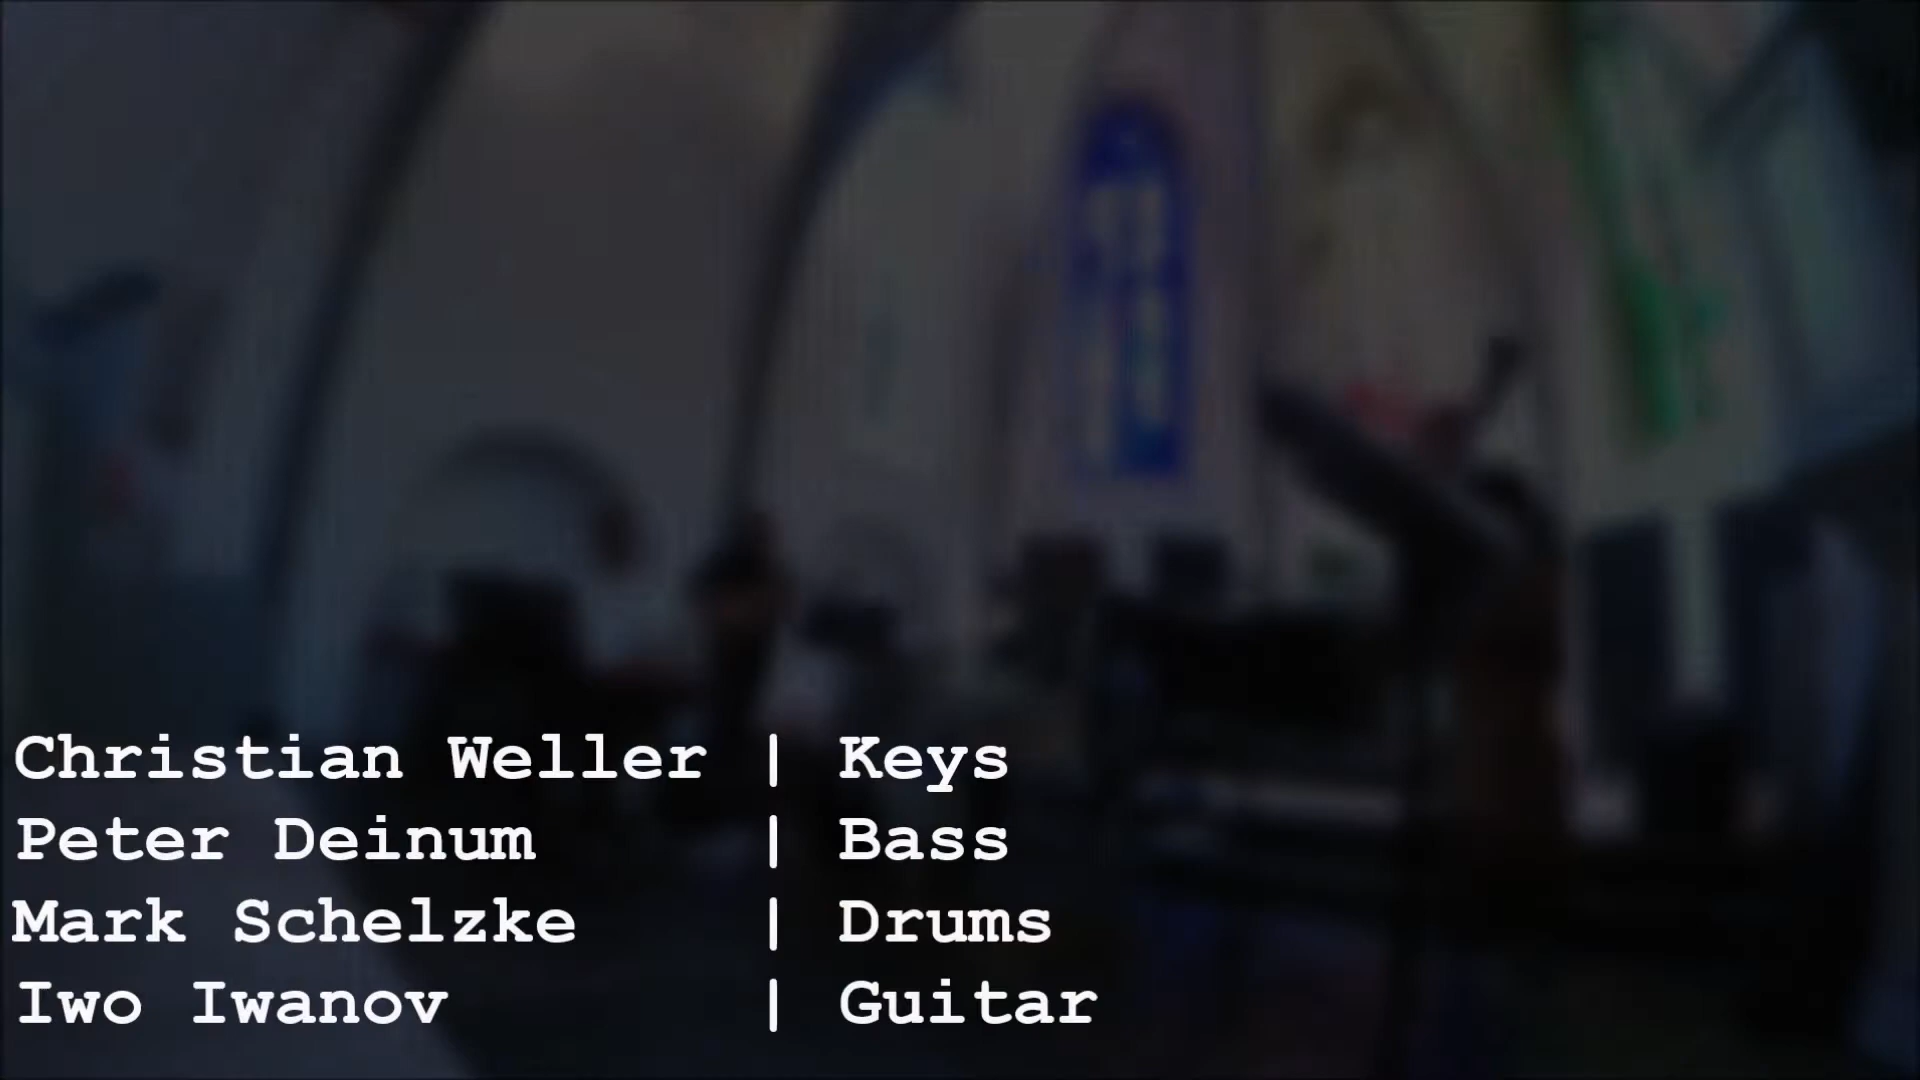 Christian Weller | Keys
Peter Deinum | Bass
Mark Schelzke | Drums
Iwo Iwanov | Guitar